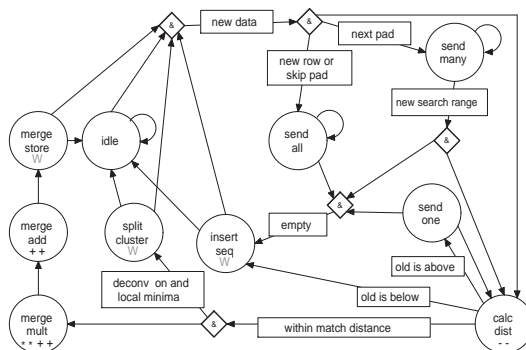 &
new data
&
next pad
send
many
new row or
skip pad
new search range
merge
store
W
idle
send
all
&
&
merge
add
+ +
split
cluster
W
insert
seq
W
empty
send
one
old is above
deconv on and
local minima
old is below
merge
mult
* * + +
&
within match distance
calc
dist
- -